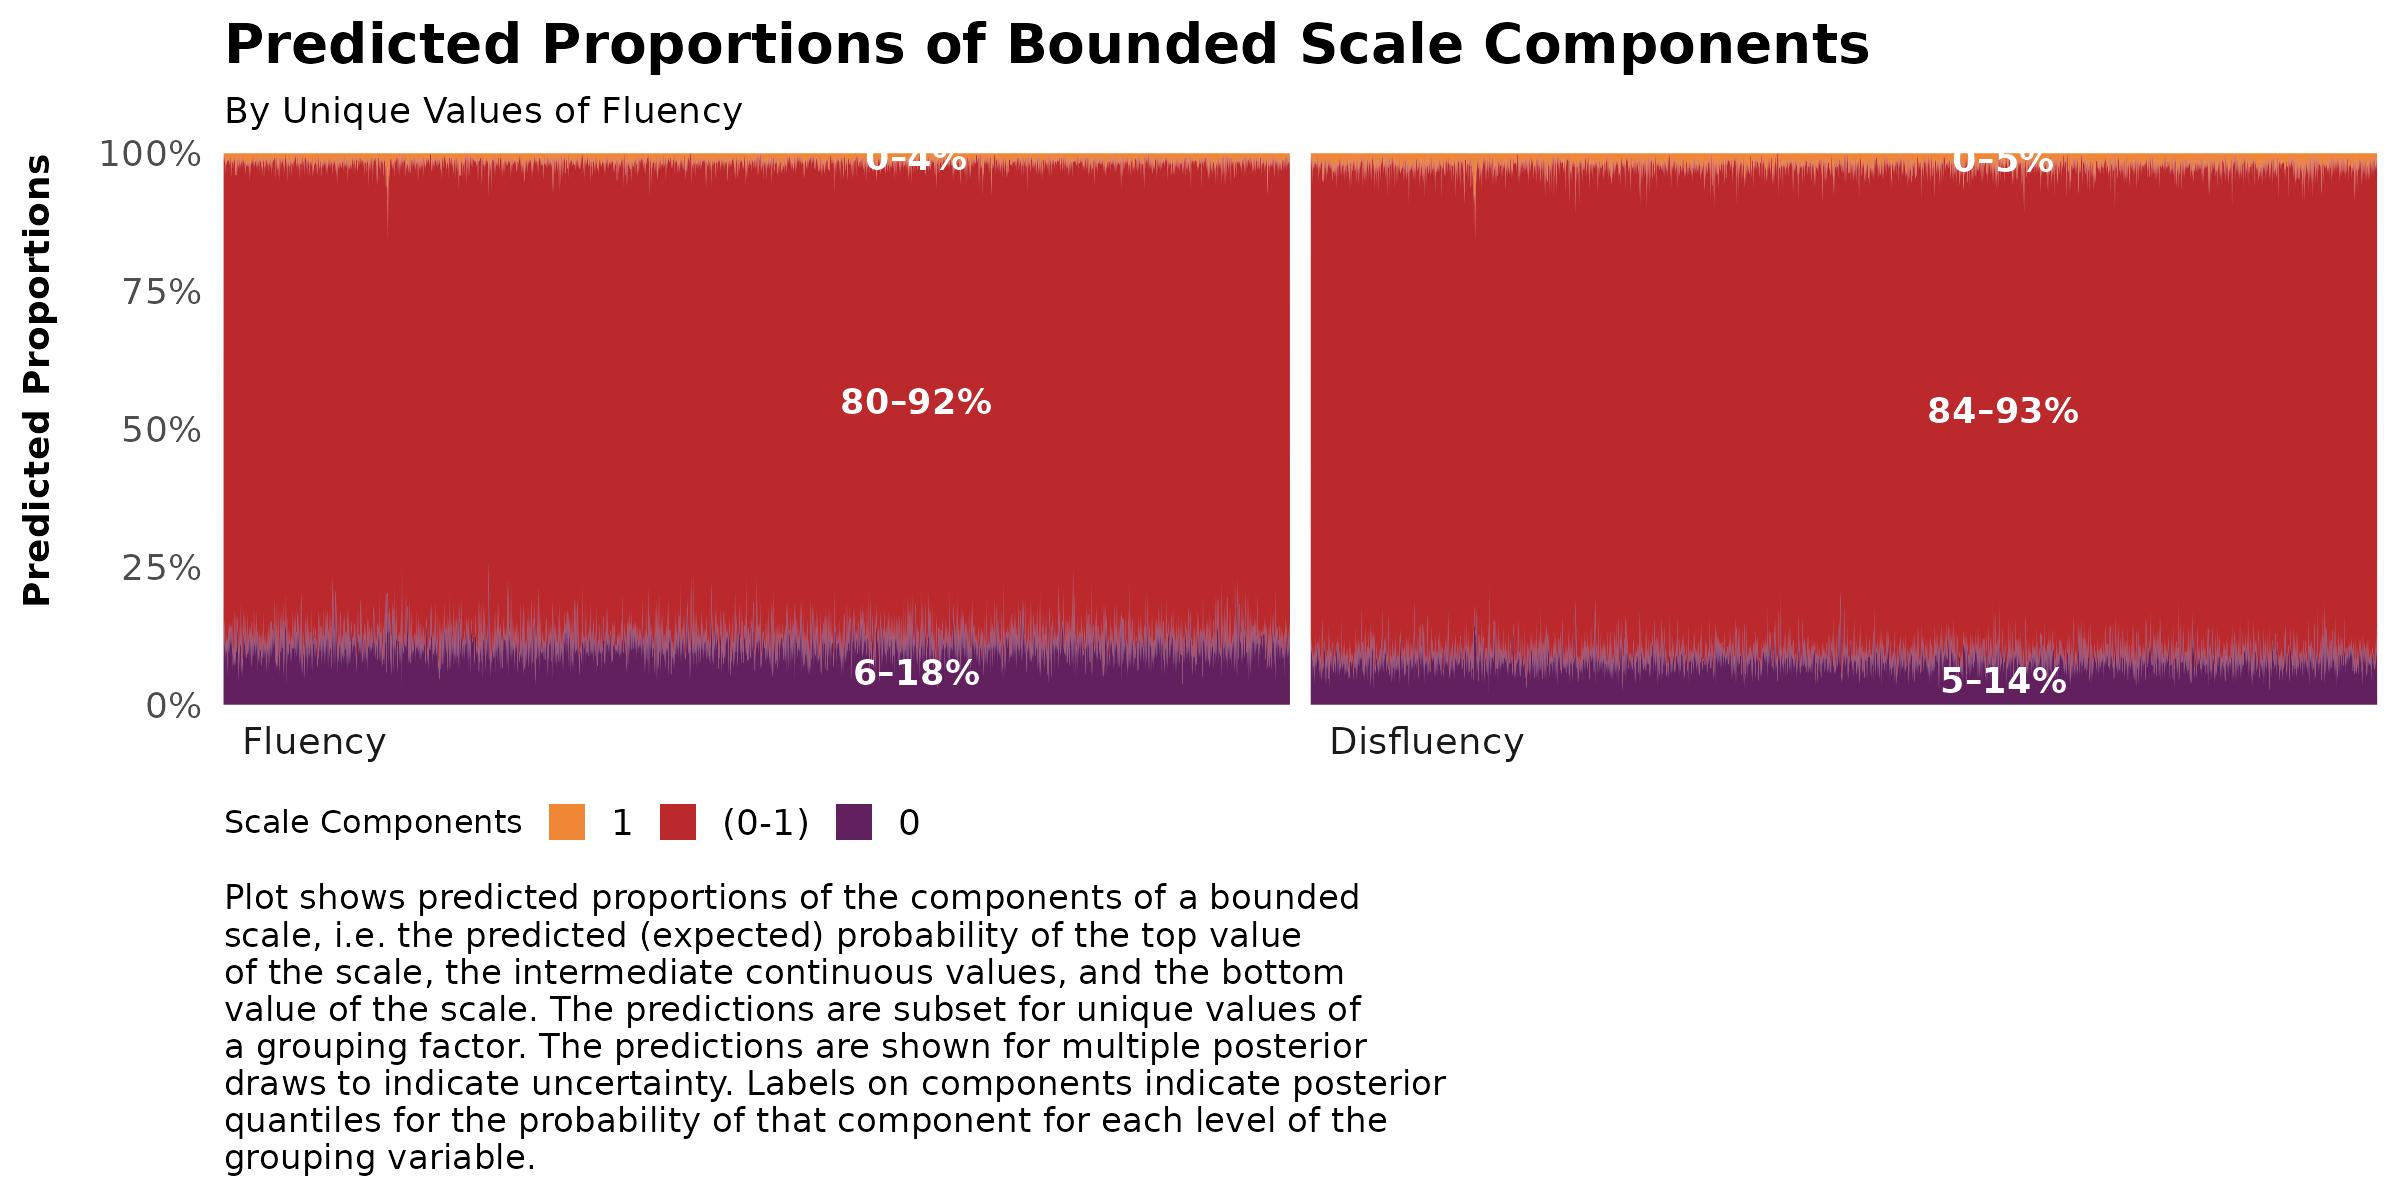 Predicted Proportions of Bounded Scale Components
By Unique Values of Fluency
Predicted Proportions
100%
75%
50%
25%
0%
0–4%
80–92%
6–18%
0–5%
84–93%
5–14%
Fluency
Disfluency
Scale Components 1 (0-1) 0
Plot shows predicted proportions of the components of a bounded
scale, i.e. the predicted (expected) probability of the top value
of the scale, the intermediate continuous values, and the bottom
value of the scale. The predictions are subset for unique values of
a grouping factor. The predictions are shown for multiple posterior
draws to indicate uncertainty. Labels on components indicate posterior
quantiles for the probability of that component for each level of the
grouping variable.